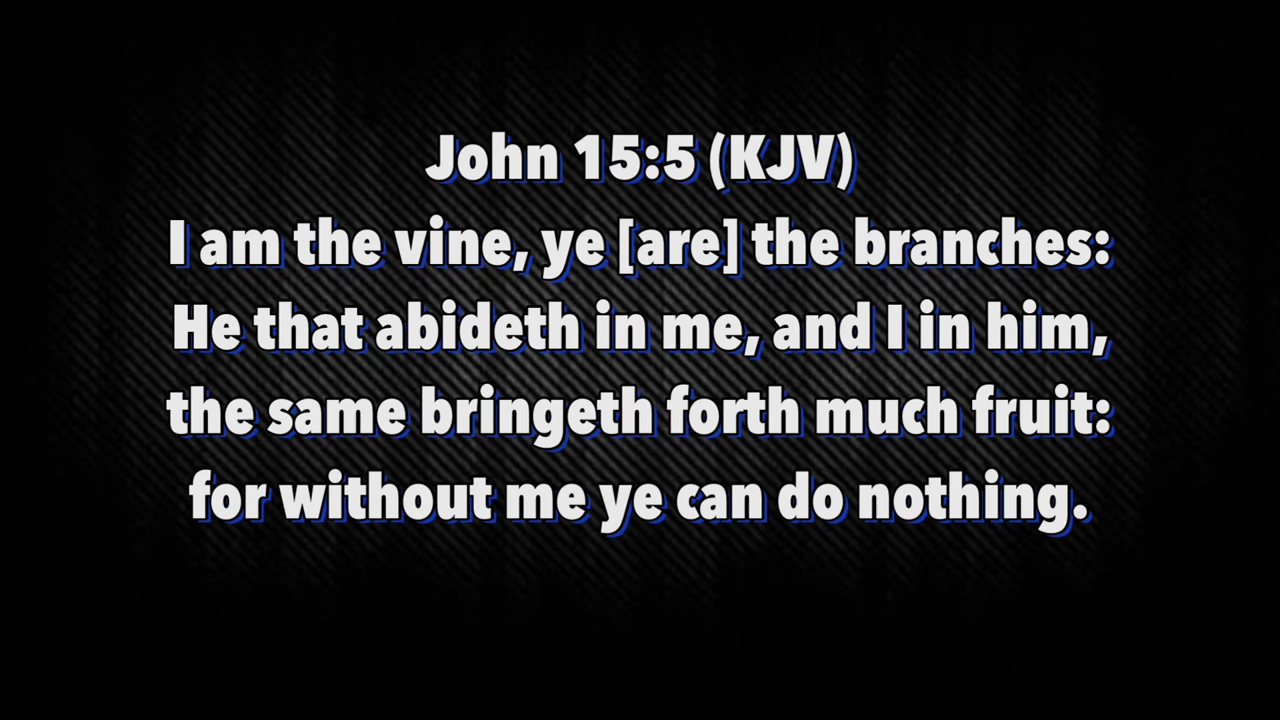 John 15:5 (KJV)
I am the vine, ye [are] the branches:
He that abideth in me, and I in him,
the same bringeth forth much fruit:
for without me ye can do nothing.